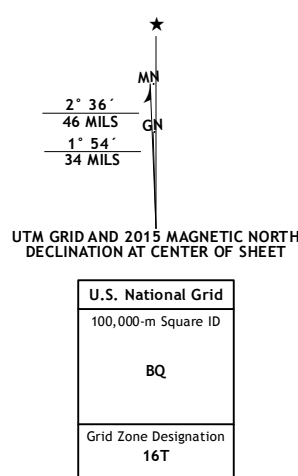 MN
2° 36´
46 MILS
GN
1° 54´
34 MILS
UTM GRID AND 2015 MAGNETIC NORTH
DECLINATION AT CENTER OF SHEET
U.S. National Grid
100,000-m Square ID
BQ
Grid Zone Designation
16T